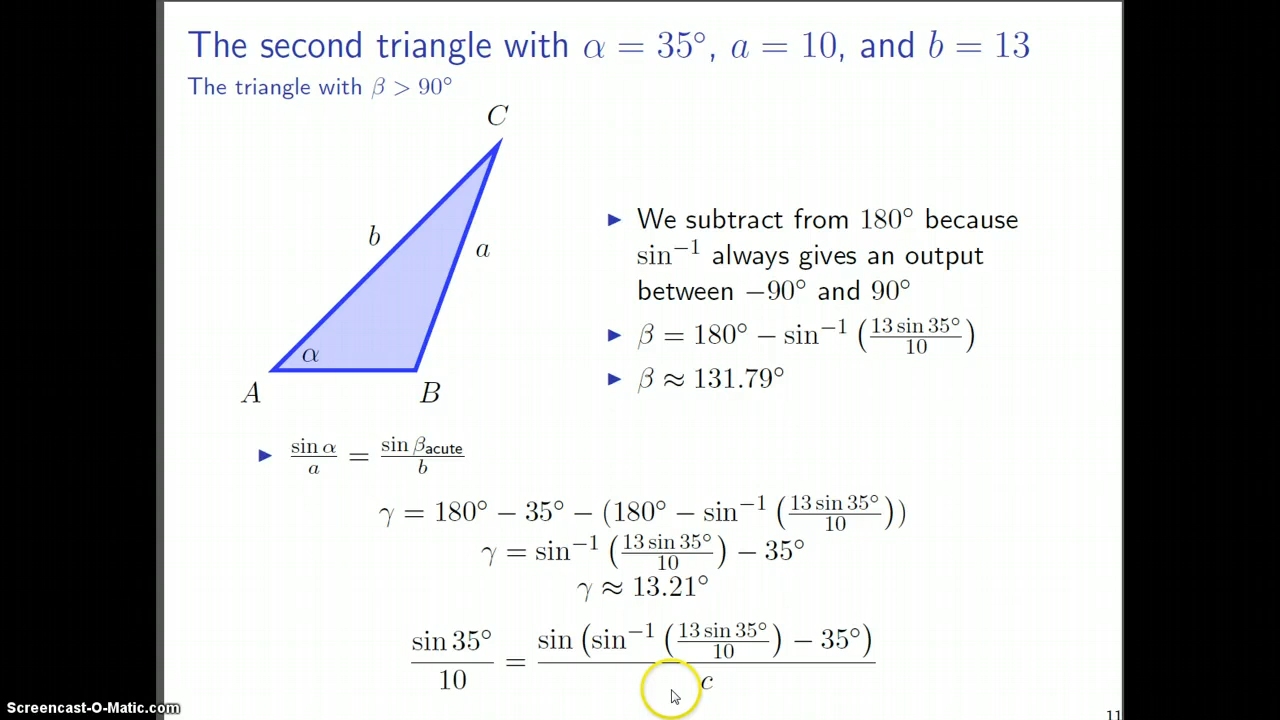 The second triangle with α = 35°, a = 10, and b = 13
The triangle with β > 90°
C
b
a
α
A
B
▶ We subtract from 180° because
sin⁻¹ always gives an output
between −90° and 90°
▶ β = 180° − sin⁻¹ (13 sin 35°/10)
▶ β ≈ 131.79°
▶ sin α/a = sin β_acute/b
γ = 180° − 35° − (180° − sin⁻¹ (13 sin 35°/10))
γ = sin⁻¹ (13 sin 35°/10) − 35°
γ ≈ 13.21°
sin 35°/10 = sin (sin⁻¹ (13 sin 35°/10) − 35°)/c
Screencast-O-Matic.com
11